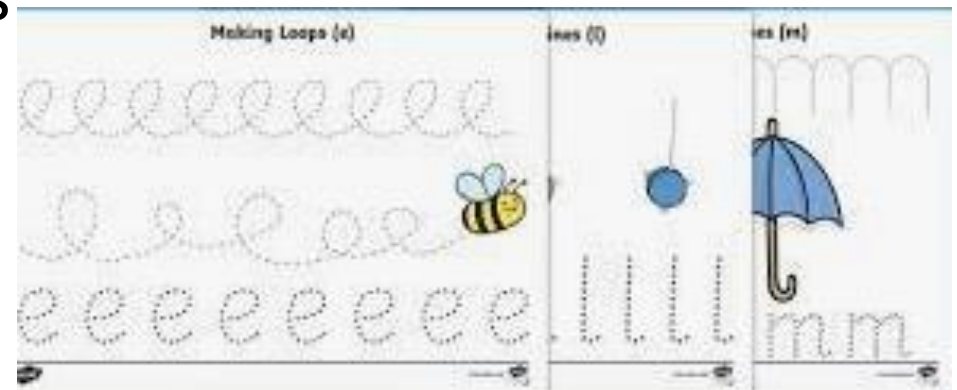 Making Loops (e)
ines (l)
es (m)
e e e e e e e e
l l l l
m m